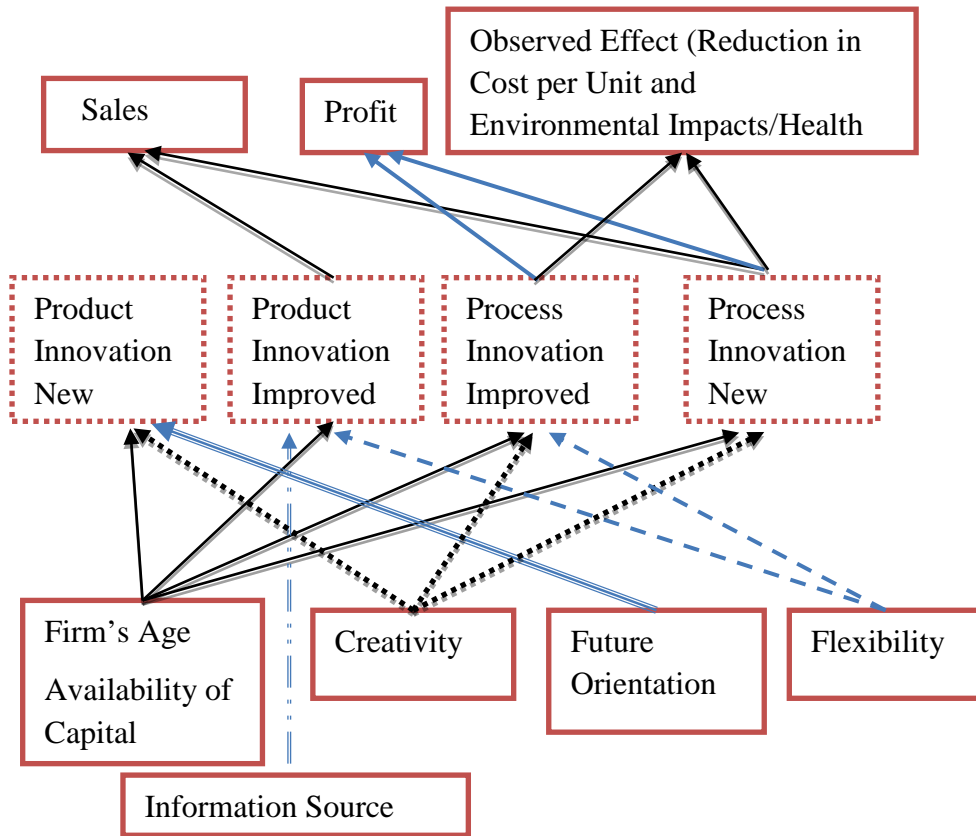 Sales
Profit
Observed Effect (Reduction in
Cost per Unit and
Environmental Impacts/Health
Product
Innovation
New
Product
Innovation
Improved
Process
Innovation
Improved
Process
Innovation
New
Firm’s Age
Availability of
Capital
Creativity
Future
Orientation
Flexibility
Information Source